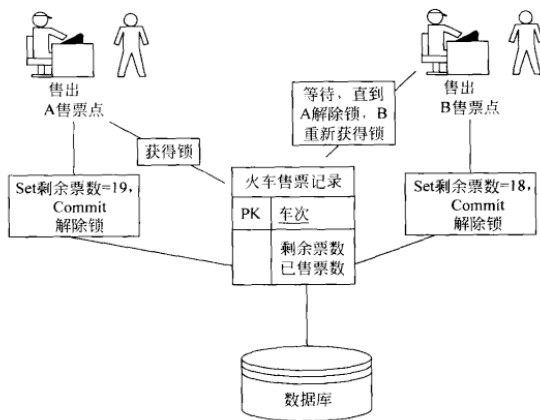 售出
A售票点
售出
B售票点
等待，直到
A解除锁，B
重新获得锁
获得锁
Set剩余票数=19，
Commit
解除锁
火车售票记录
PK 车次
剩余票数
已售票数
Set剩余票数=18，
Commit
解除锁
数据库